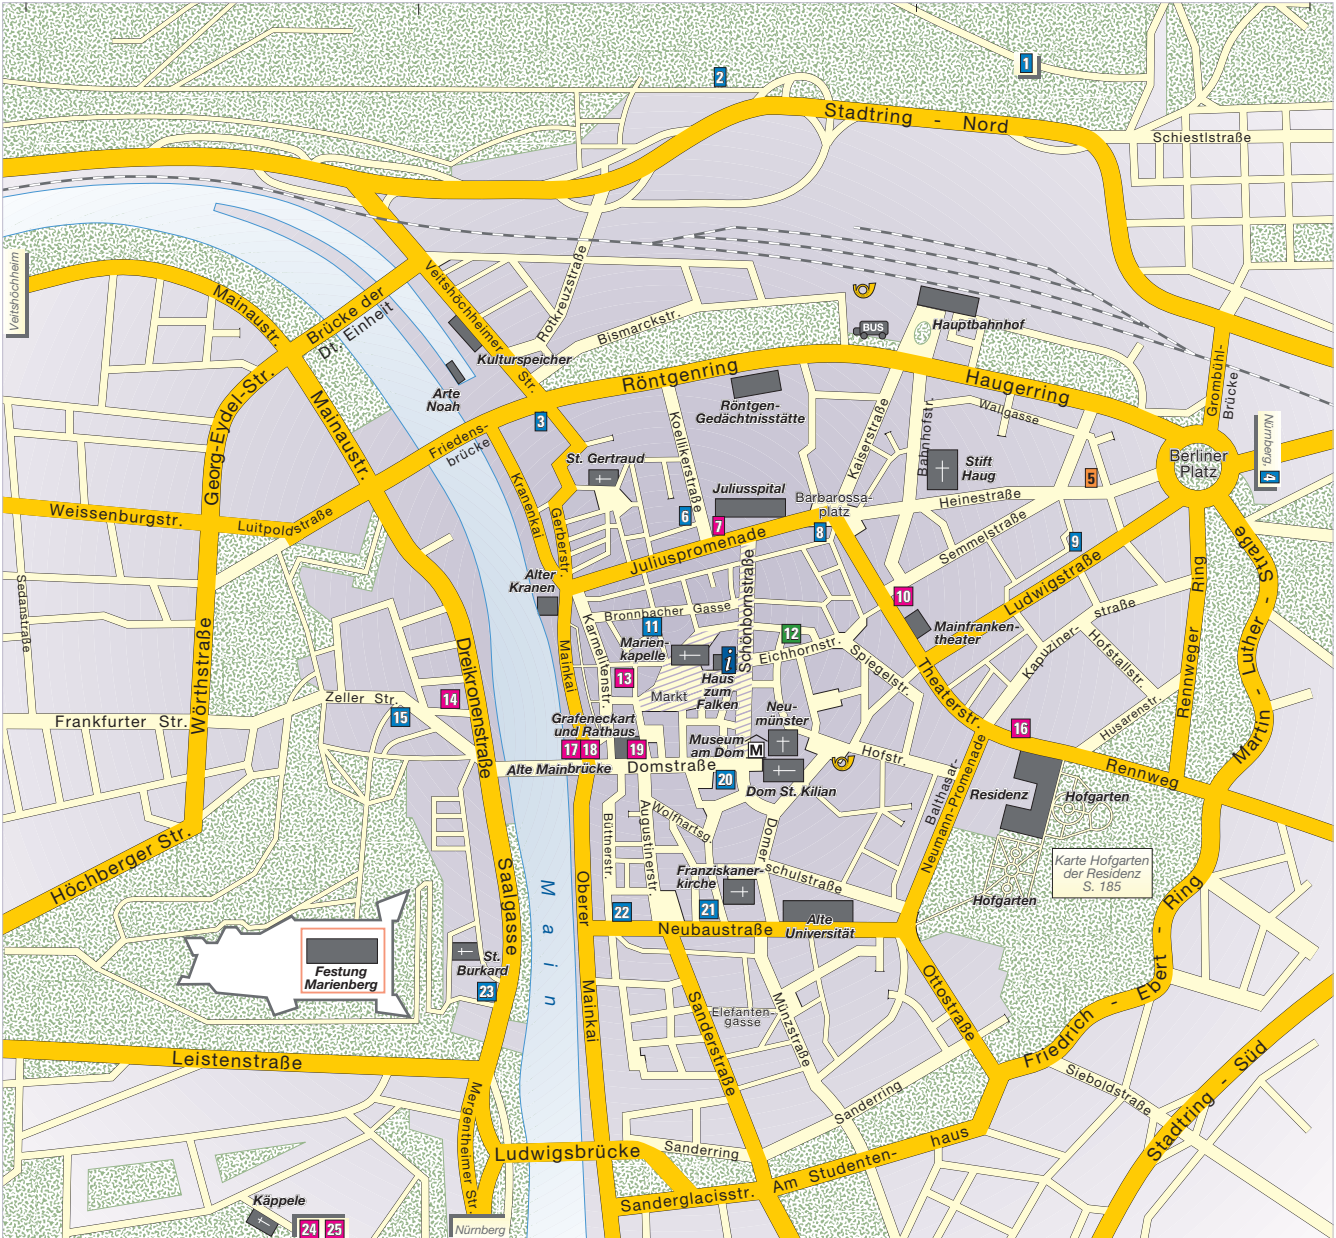 1
2
Stadtring - Nord
Schiestlstraße
Veitshöchheim
Mainaustr.
Brücke der
Dt. Einheit
Veitshöchheimer
Str.
Rotkreuzstraße
Bismarckstr.
BUS
Hauptbahnhof
Kulturspeicher
Arte
Noah
Röntgenring
Haugerring
Grombühl-
Brücke
Röntgen-
Gedächtnisstätte
Georg-Eydel-Str.
Mainaustr.
Friedens-
brücke
3
Koellikerstraße
Kaiserstraße
Bahnhofstr.
Wallgasse
Berliner
Platz
Nürnberg,
4
St. Gertraud
Stift
Haug
5
Juliusspital
Barbarossa-
platz
Heinestraße
Weissenburgstr.
Luitpoldstraße
Kranenkai
Gerberstr.
6
7
8
Juliuspromenade
Semmelstraße
9
Ludwigstraße
Sedanstraße
Alter
Kranen
Bronnbacher Gasse
Schönbornstraße
10
Mainfranken-
theater
Kapuziner-
straße
Hofstallstr.
Ring
Rennweger
Martin - Luther - Straße
Wörthstraße
Dreikronenstraße
Mainkai
Karmelitenstr.
11
12
Marien-
kapelle
i
Haus
zum
Falken
Eichhornstr.
Spiegelstr.
Theaterstr.
Husarenstr.
13
Markt
14
Zeller Str.
15
Frankfurter Str.
Grafeneckart
und Rathaus
17
18
19
Neu-
münster
Museum
am Dom
M
16
Hofstr.
Rennweg
Alte Mainbrücke
Domstraße
20
Dom St. Kilian
Balthasar-
Neumann-Promenade
Residenz
Hofgarten
Höchberger Str.
Büttnerstr.
Augustinerstr.
Wolfhartsg.
Domer
schulstraße
Karte Hofgarten
der Residenz
S. 185
Hofgarten
Saalgasse
Main
Oberer
Mainkai
Franziskaner-
kirche
21
22
Neubaustraße
Alte
Universität
Festung
Marienberg
St.
Burkard
23
Ottostraße
Friedrich - Ebert - Ring
Elefanten-
gasse
Münzstraße
Sanderstraße
Leistenstraße
Mergentheimer Str.
Sieboldstraße
Stadtring - Süd
Sanderring
Ludwigsbrücke
Sanderring
Sanderglacisstr.
Am Studenten-
haus
Käppele
24
25
Nürnberg